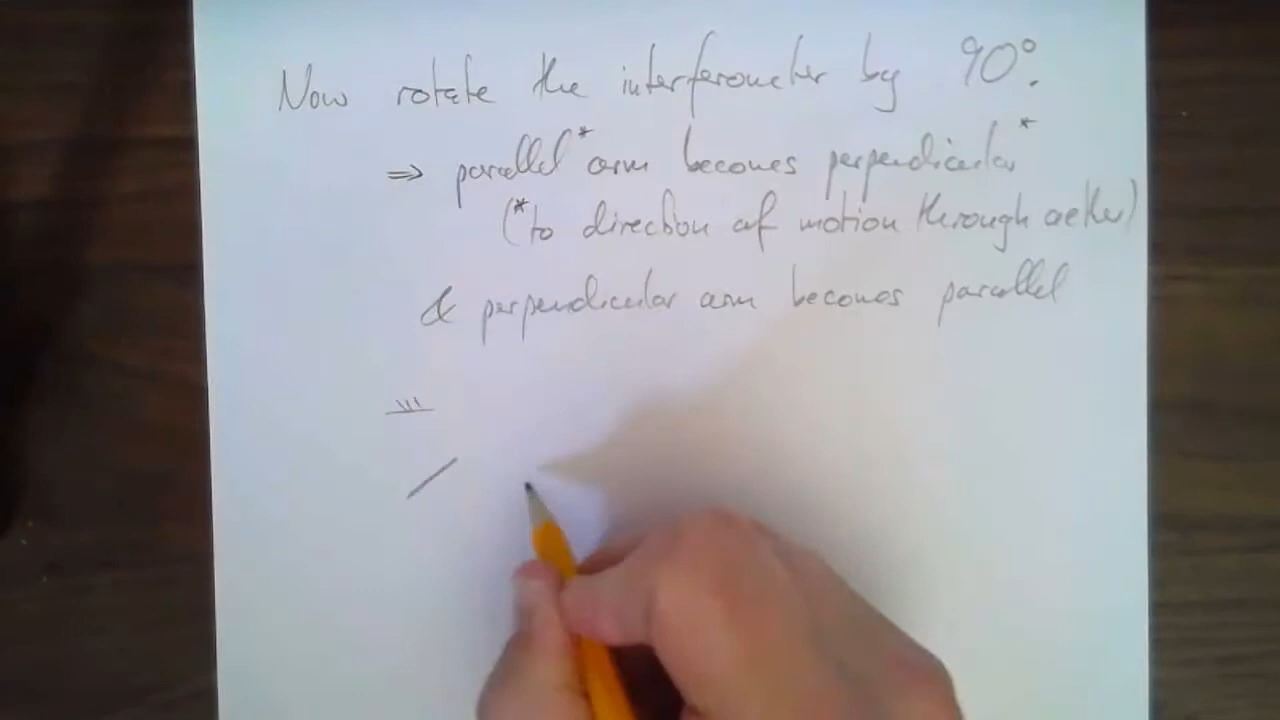 Now rotate the interferometer by 90°.
⇒ parallel* arm becomes perpendicular*
(*to direction of motion through aether)
& perpendicular arm becomes parallel